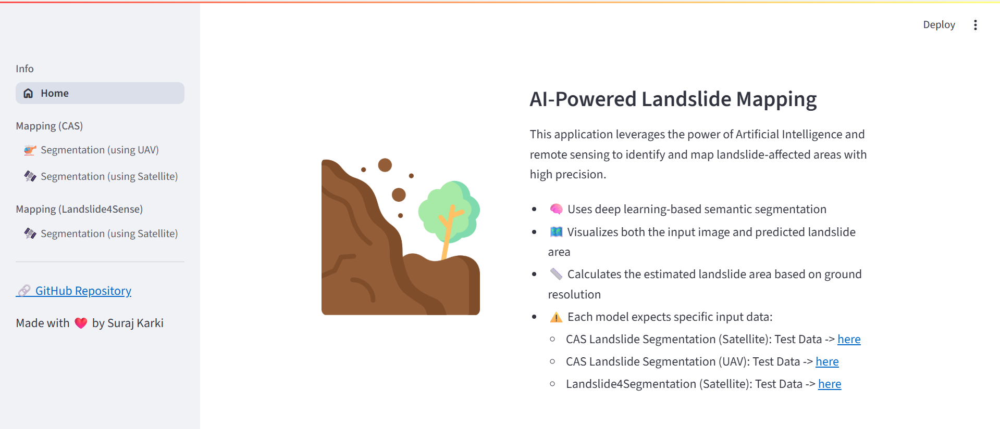 Deploy
Info
Home
Mapping (CAS)
Segmentation (using UAV)
Segmentation (using Satellite)
Mapping (Landslide4Sense)
Segmentation (using Satellite)
GitHub Repository
Made with ❤️ by Suraj Karki
AI-Powered Landslide Mapping
This application leverages the power of Artificial Intelligence and
remote sensing to identify and map landslide-affected areas with
high precision.
• 🧠 Uses deep learning-based semantic segmentation
• 🗺️ Visualizes both the input image and predicted landslide
area
• 📏 Calculates the estimated landslide area based on ground
resolution
• ⚠️ Each model expects specific input data:
○ CAS Landslide Segmentation (Satellite): Test Data -> here
○ CAS Landslide Segmentation (UAV): Test Data -> here
○ Landslide4Segmentation (Satellite): Test Data -> here